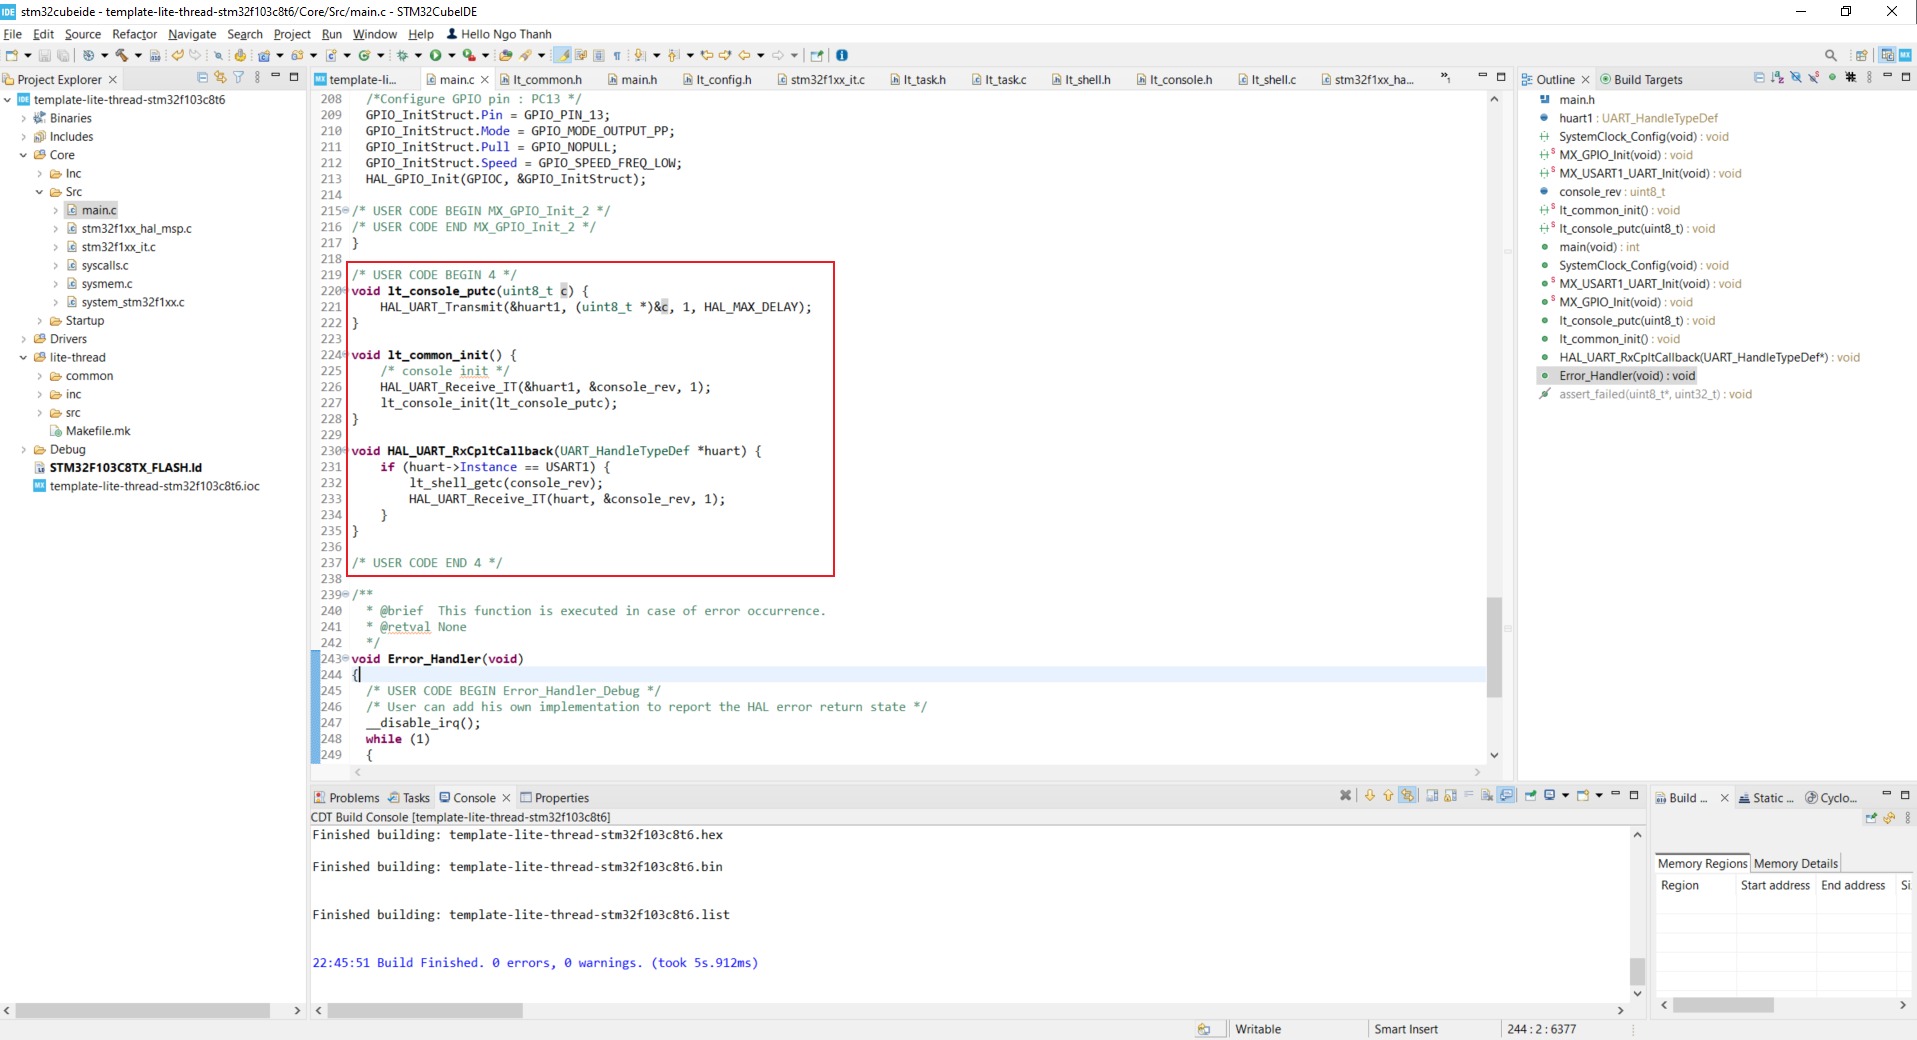 stm32cubeide - template-lite-thread-stm32f103c8t6/Core/Src/main.c - STM32CubeIDE
File Edit Source Refactor Navigate Search Project Run Window Help Hello Ngo Thanh
Project Explorer
template-lite-thread-stm32f103c8t6
Binaries
Includes
Core
Inc
Src
main.c
stm32f1xx_hal_msp.c
stm32f1xx_it.c
syscalls.c
sysmem.c
system_stm32f1xx.c
Startup
Drivers
lite-thread
common
inc
src
Makefile.mk
Debug
STM32F103C8TX_FLASH.ld
template-lite-thread-stm32f103c8t6.ioc
template-li... main.c lt_common.h main.h lt_config.h stm32f1xx_it.c lt_task.h lt_task.c lt_shell.h lt_console.h lt_shell.c stm32f1xx_ha... »1
208 /*Configure GPIO pin : PC13 */
209 GPIO_InitStruct.Pin = GPIO_PIN_13;
210 GPIO_InitStruct.Mode = GPIO_MODE_OUTPUT_PP;
211 GPIO_InitStruct.Pull = GPIO_NOPULL;
212 GPIO_InitStruct.Speed = GPIO_SPEED_FREQ_LOW;
213 HAL_GPIO_Init(GPIOC, &GPIO_InitStruct);
214
215 /* USER CODE BEGIN MX_GPIO_Init_2 */
216 /* USER CODE END MX_GPIO_Init_2 */
217 }
218
219 /* USER CODE BEGIN 4 */
220 void lt_console_putc(uint8_t c) {
221 HAL_UART_Transmit(&huart1, (uint8_t *)&c, 1, HAL_MAX_DELAY);
222 }
223
224 void lt_common_init() {
225 /* console init */
226 HAL_UART_Receive_IT(&huart1, &console_rev, 1);
227 lt_console_init(lt_console_putc);
228 }
229
230 void HAL_UART_RxCpltCallback(UART_HandleTypeDef *huart) {
231 if (huart->Instance == USART1) {
232 lt_shell_getc(console_rev);
233 HAL_UART_Receive_IT(huart, &console_rev, 1);
234 }
235 }
236
237 /* USER CODE END 4 */
238
239 /**
240 * @brief This function is executed in case of error occurrence.
241 * @retval None
242 */
243 void Error_Handler(void)
244 {
245 /* USER CODE BEGIN Error_Handler_Debug */
246 /* User can add his own implementation to report the HAL error return state */
247 __disable_irq();
248 while (1)
249 {
Outline Build Targets
main.h
huart1 : UART_HandleTypeDef
SystemClock_Config(void) : void
MX_GPIO_Init(void) : void
MX_USART1_UART_Init(void) : void
console_rev : uint8_t
lt_common_init() : void
lt_console_putc(uint8_t) : void
main(void) : int
SystemClock_Config(void) : void
MX_USART1_UART_Init(void) : void
MX_GPIO_Init(void) : void
lt_console_putc(uint8_t) : void
lt_common_init() : void
HAL_UART_RxCpltCallback(UART_HandleTypeDef*) : void
Error_Handler(void) : void
assert_failed(uint8_t*, uint32_t) : void
Problems Tasks Console Properties
CDT Build Console [template-lite-thread-stm32f103c8t6]
Finished building: template-lite-thread-stm32f103c8t6.hex
Finished building: template-lite-thread-stm32f103c8t6.bin
Finished building: template-lite-thread-stm32f103c8t6.list
22:45:51 Build Finished. 0 errors, 0 warnings. (took 5s.912ms)
Build ... Static ... Cyclo...
Memory Regions Memory Details
Region Start address End address Si
Writable Smart Insert 244 : 2 : 6377